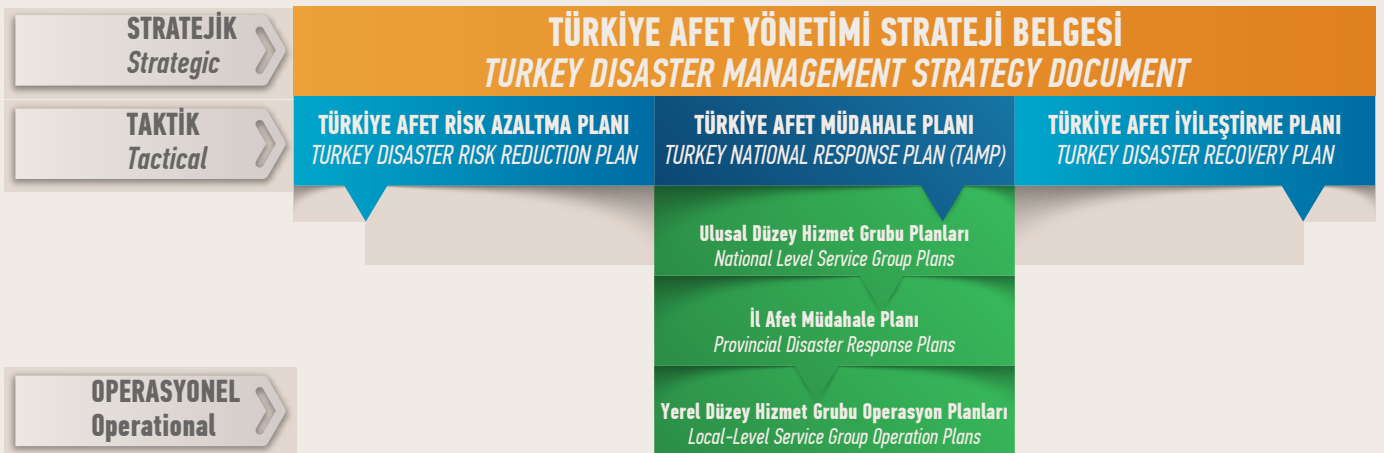 STRATEJİK
Strategic
TÜRKİYE AFET YÖNETİMİ STRATEJİ BELGESİ
TURKEY DISASTER MANAGEMENT STRATEGY DOCUMENT
TAKTİK
Tactical
TÜRKİYE AFET RİSK AZALTMA PLANI
TURKEY DISASTER RISK REDUCTION PLAN
TÜRKİYE AFET MÜDAHALE PLANI
TURKEY NATIONAL RESPONSE PLAN (TAMP)
TÜRKİYE AFET İYİLEŞTİRME PLANI
TURKEY DISASTER RECOVERY PLAN
Ulusal Düzey Hizmet Grubu Planları
National Level Service Group Plans
İl Afet Müdahale Planı
Provincial Disaster Response Plans
OPERASYONEL
Operational
Yerel Düzey Hizmet Grubu Operasyon Planları
Local-Level Service Group Operation Plans